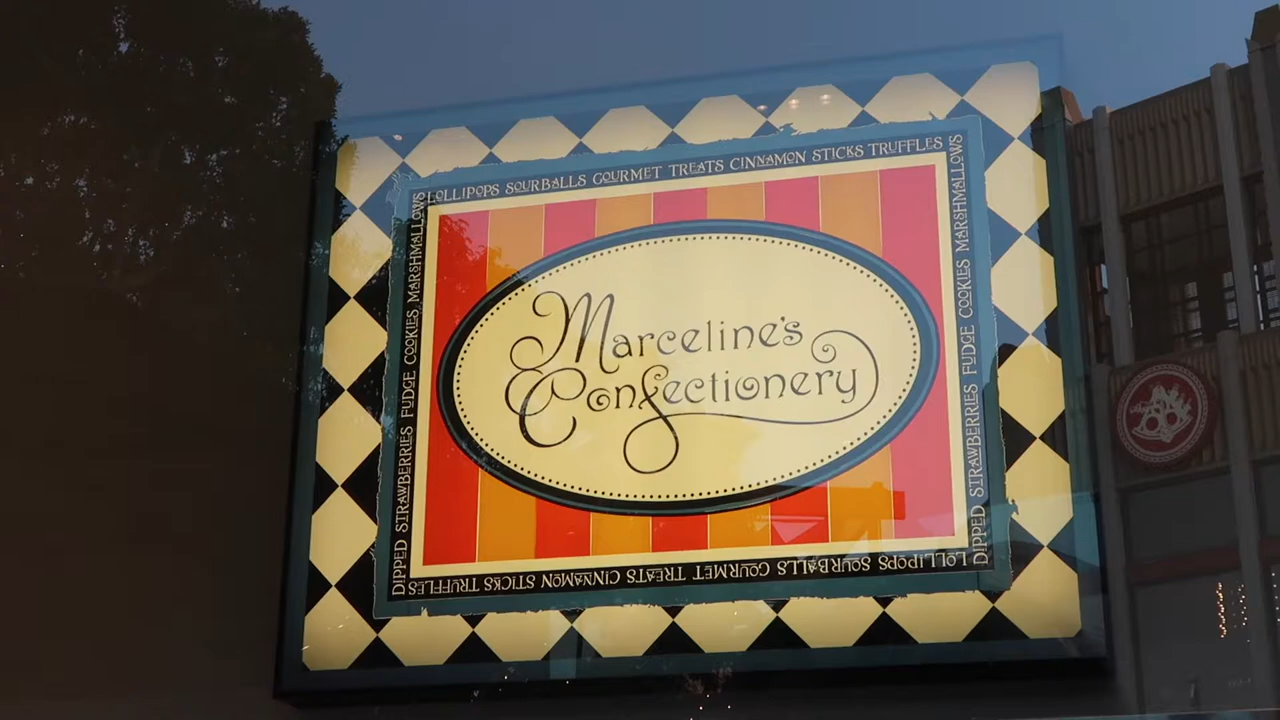 LOLLIPOPS SOURBALLS GOURMET TREATS CINNAMON STICKS TRUFFLES
DIPPED STRAWBERRIES FUDGE COOKIES MARSHMALLOWS
Marceline's
Confectionery
DIPPED STRAWBERRIES FUDGE COOKIES MARSHMALLOWS
LOLLIPOPS SOURBALLS GOURMET TREATS CINNAMON STICKS TRUFFLES